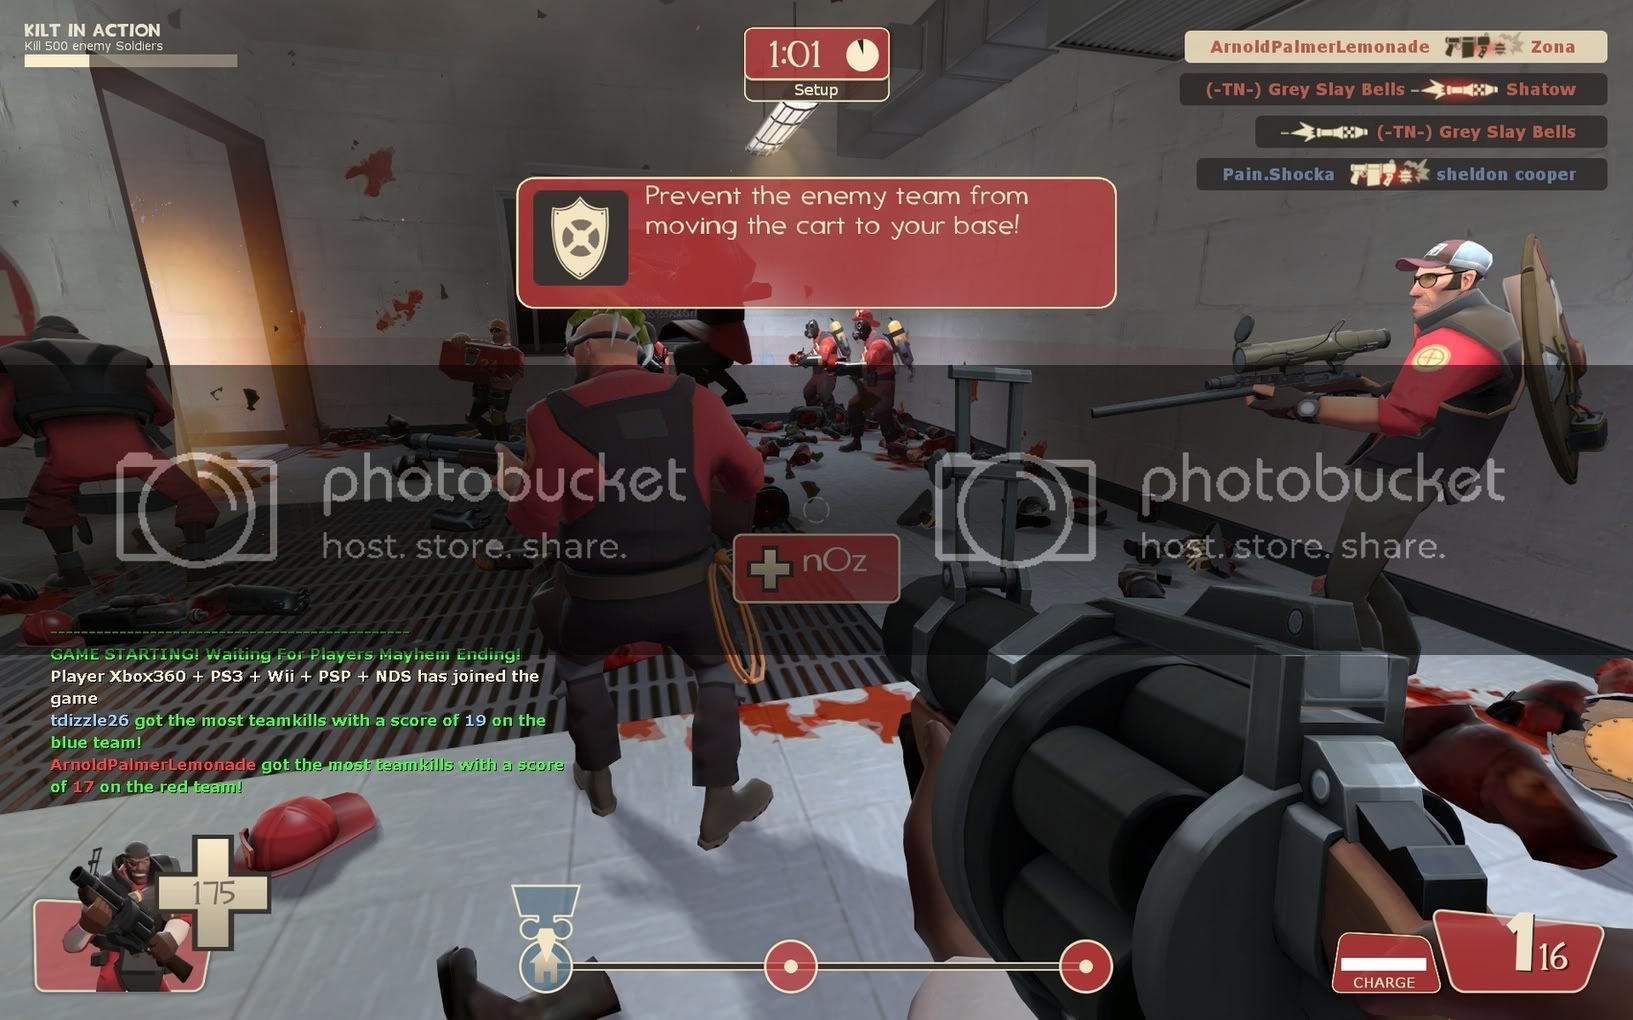 KILT IN ACTION
Kill 500 enemy Soldiers
1:01
Setup
ArnoldPalmerLemonade Zona
(-TN-) Grey Slay Bells Shatow
(-TN-) Grey Slay Bells
Pain.Shocka sheldon cooper
Prevent the enemy team from
moving the cart to your base!
photobucket photobucket
host. store. share. host. store. share.
nOz
------------------------------------------------
GAME STARTING! Waiting For Players Mayhem Ending!
Player Xbox360 + PS3 + Wii + PSP + NDS has joined the
game
tdizzle26 got the most teamkills with a score of 19 on the
blue team!
ArnoldPalmerLemonade got the most teamkills with a score
of 17 on the red team!
175
1 16
CHARGE